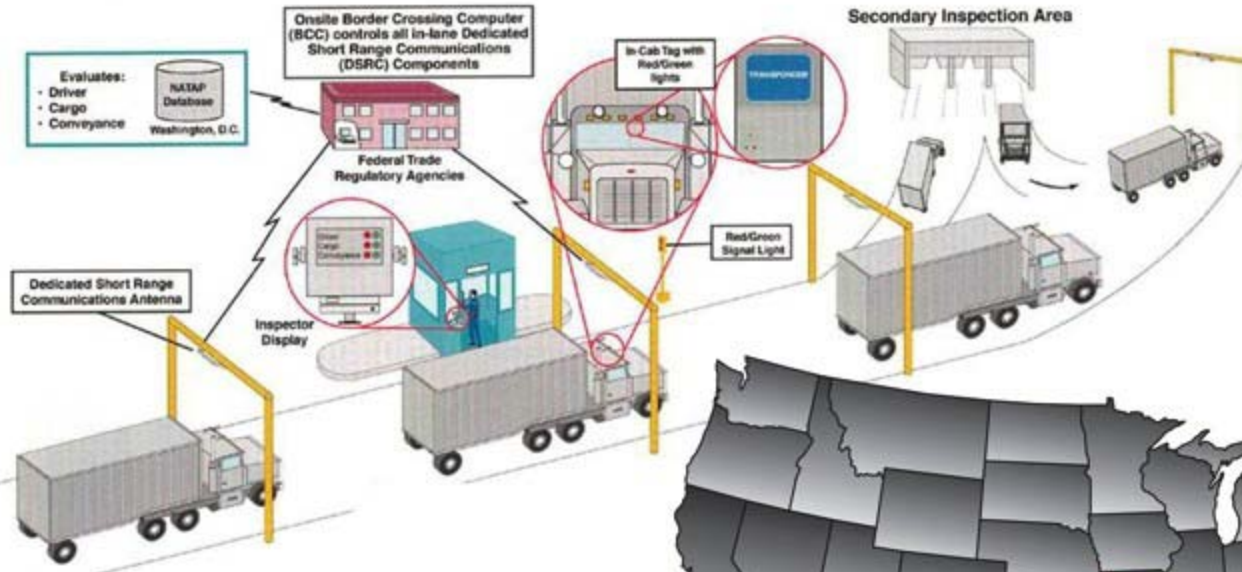 Evaluates:
• Driver
• Cargo
• Conveyance
NATAP
Database
Washington, D.C.
Onsite Border Crossing Computer
(BCC) controls all in-lane Dedicated
Short Range Communications
(DSRC) Components
Federal Trade
Regulatory Agencies
In-Cab Tag with
Red/Green
lights
TRANSPONDER
Secondary Inspection Area
Driver
Cargo
Conveyance
Inspector
Display
Red/Green
Signal Light
Dedicated Short Range
Communications Antenna